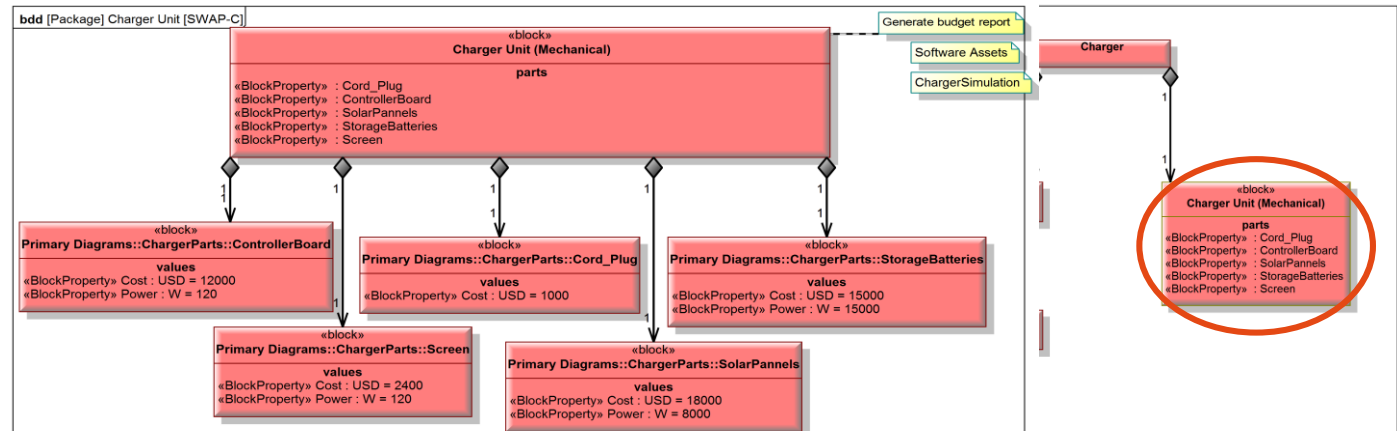 bdd [Package] Charger Unit [SWAP-C]
«block»
Charger Unit (Mechanical)
parts
«BlockProperty» : Cord_Plug
«BlockProperty» : ControllerBoard
«BlockProperty» : SolarPannels
«BlockProperty» : StorageBatteries
«BlockProperty» : Screen
Generate budget report
Software Assets
ChargerSimulation
1
1
1
1
1
1
1
1
1
1
«block»
Primary Diagrams::ChargerParts::ControllerBoard
values
«BlockProperty» Cost : USD = 12000
«BlockProperty» Power : W = 120
«block»
Primary Diagrams::ChargerParts::Cord_Plug
values
«BlockProperty» Cost : USD = 1000
«block»
Primary Diagrams::ChargerParts::StorageBatteries
values
«BlockProperty» Cost : USD = 15000
«BlockProperty» Power : W = 15000
«block»
Primary Diagrams::ChargerParts::Screen
values
«BlockProperty» Cost : USD = 2400
«BlockProperty» Power : W = 120
«block»
Primary Diagrams::ChargerParts::SolarPannels
values
«BlockProperty» Cost : USD = 18000
«BlockProperty» Power : W = 8000
Charger
1
1
«block»
Charger Unit (Mechanical)
parts
«BlockProperty» : Cord_Plug
«BlockProperty» : ControllerBoard
«BlockProperty» : SolarPannels
«BlockProperty» : StorageBatteries
«BlockProperty» : Screen